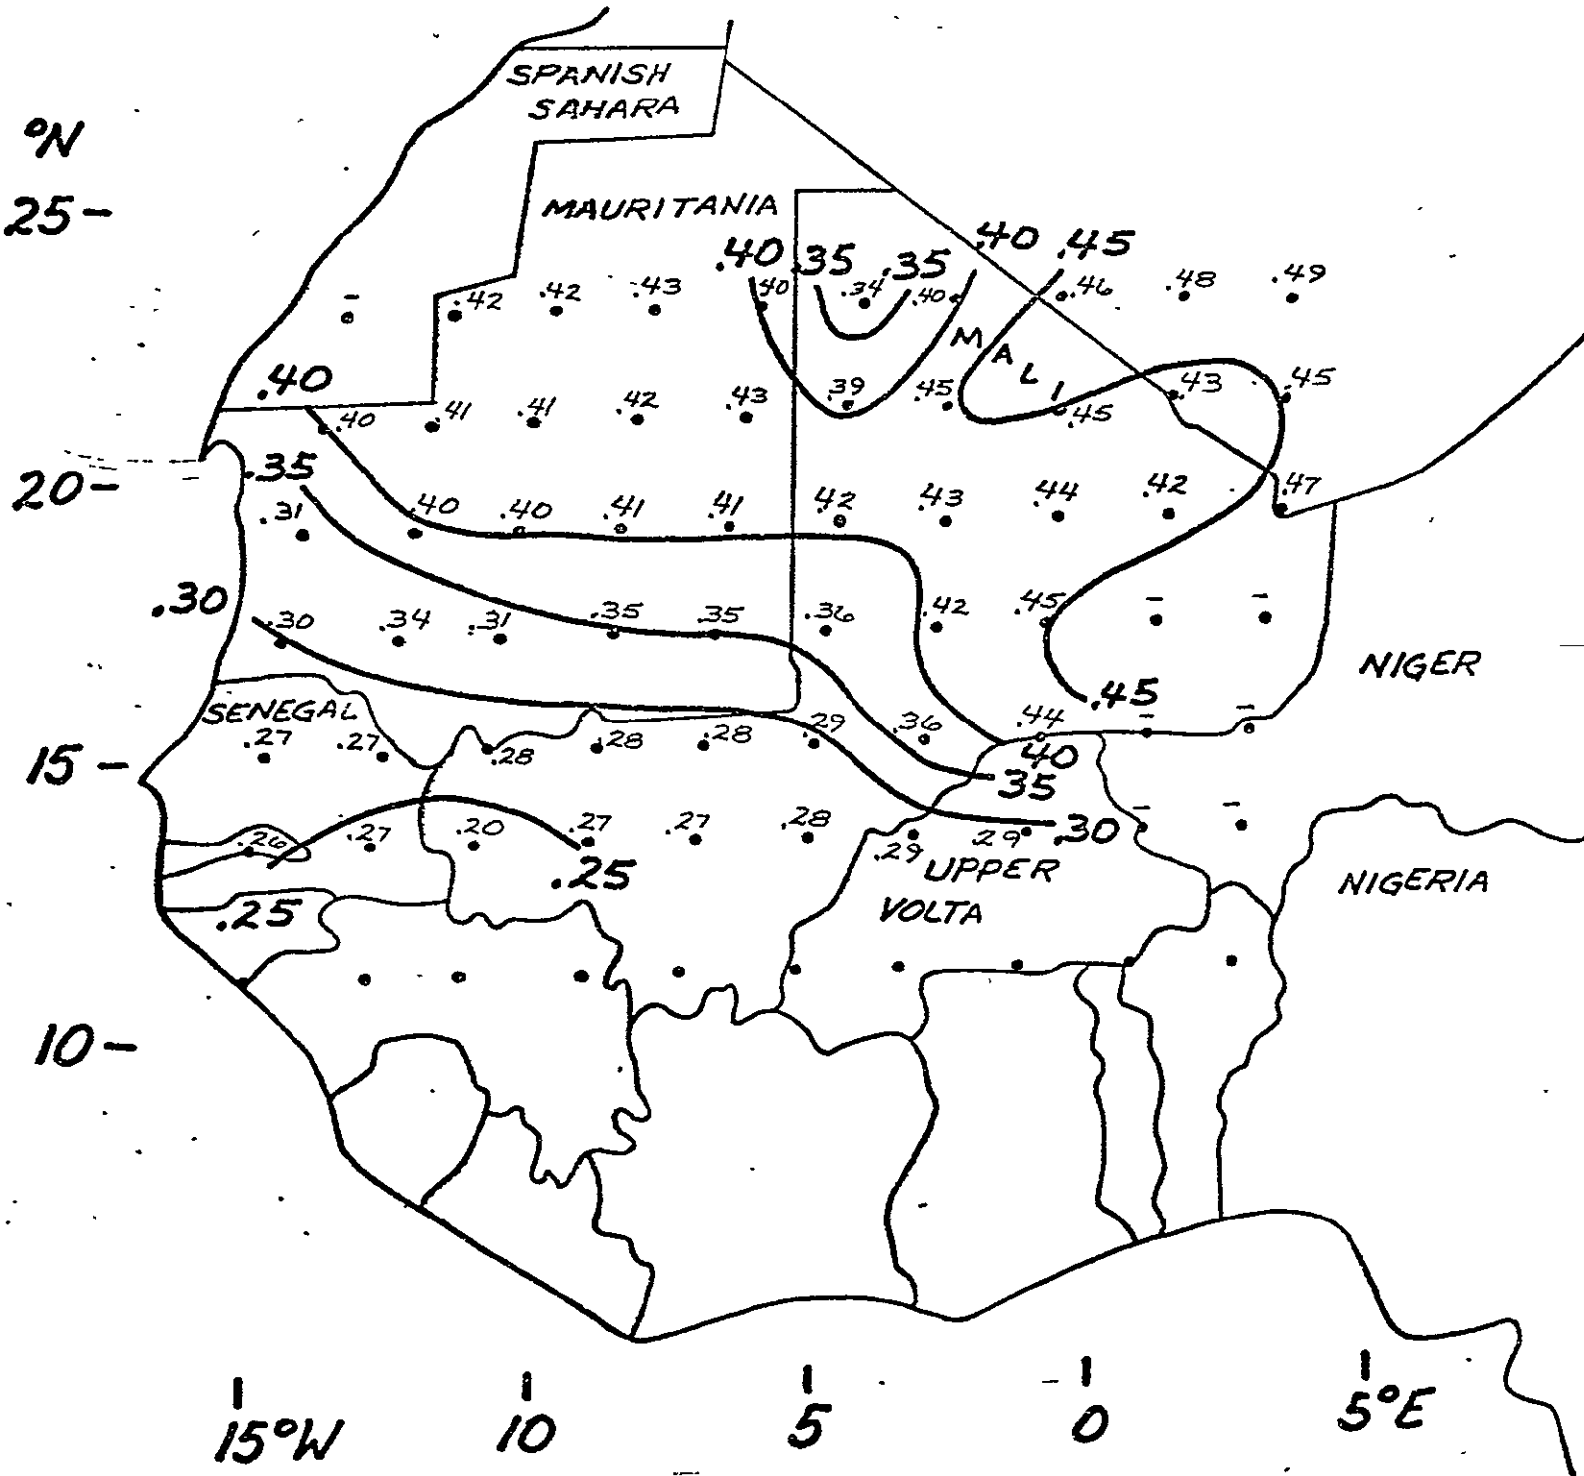 SPANISH
SAHARA
°N
25-
MAURITANIA
.40 .35 .35 .40 .45
- .42 .42 .43 .40 .34 .40 .46 .48 .49
MALI
.40
.40 .41 .41 .42 .43 .39 .45 .45 .43 .45
.35
20-
.31 .40 .40 .41 .41 .42 .43 .44 .42 .47
.30
.30 .34 .31 .35 .35 .36 .42 .45 - -
NIGER
.45
SENEGAL
.27 .27 .28 .28 .28 .29 .36 .44 - -
15-
40
35
.26 .27 .20 .27 .27 .28 .29 .29 - -
.30
.25
UPPER
VOLTA
NIGERIA
.25
10-
15°W 10 5 0 5°E